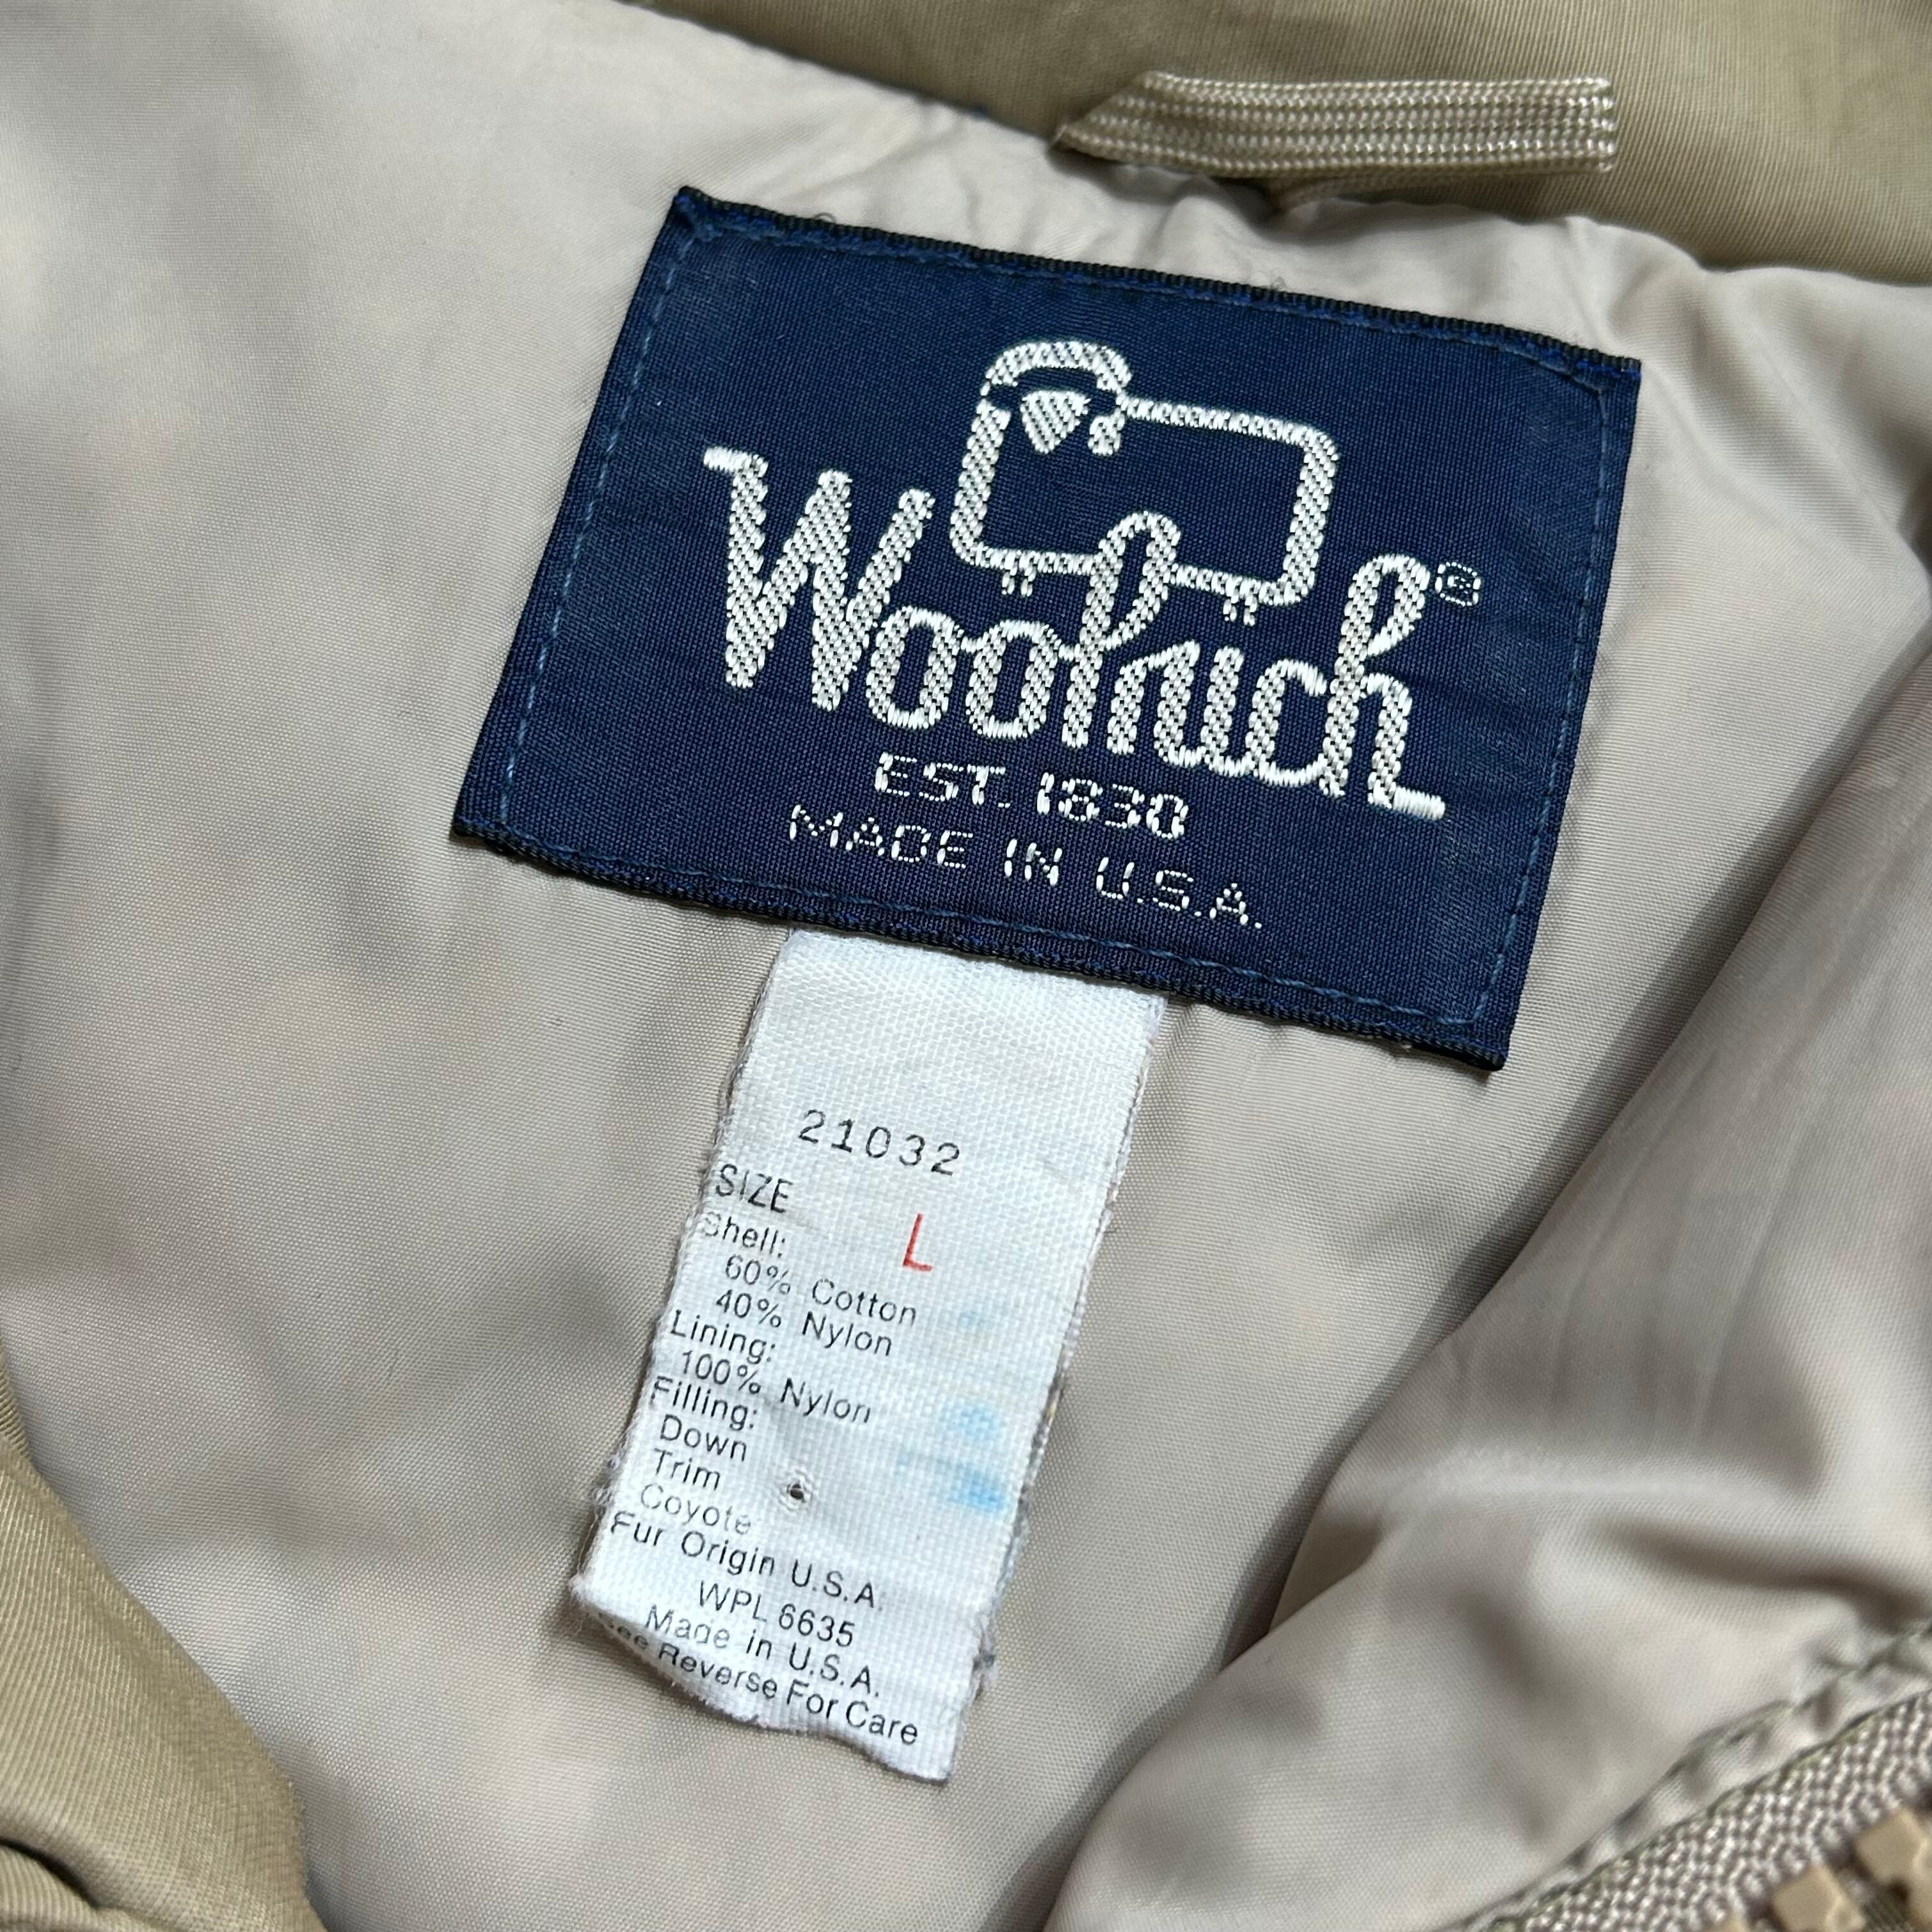 Woolrich®
EST. 1830
MADE IN U.S.A.
21032
SIZE L
Shell:
60% Cotton
40% Nylon
Lining:
100% Nylon
Filling:
Down
Trim
Coyote
Fur Origin U.S.A.
WPL 6635
Made in U.S.A.
See Reverse For Care